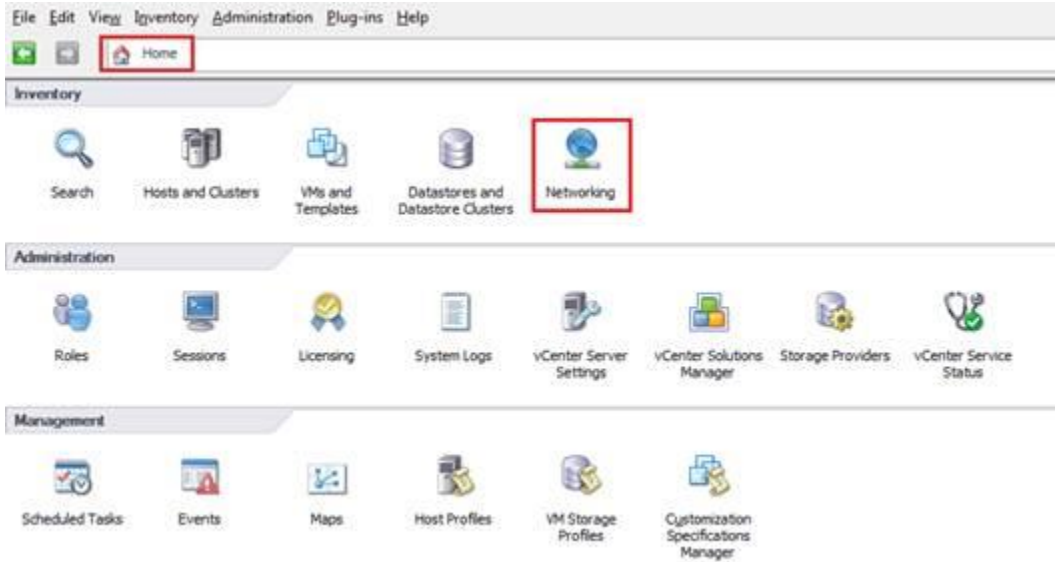 File Edit View Inventory Administration Plug-ins Help
Home
Inventory
Search
Hosts and Clusters
VMs and
Templates
Datastores and
Datastore Clusters
Networking
Administration
Roles
Sessions
Licensing
System Logs
vCenter Server
Settings
vCenter Solutions
Manager
Storage Providers
vCenter Service
Status
Management
Scheduled Tasks
Events
Maps
Host Profiles
VM Storage
Profiles
Customization
Specifications
Manager